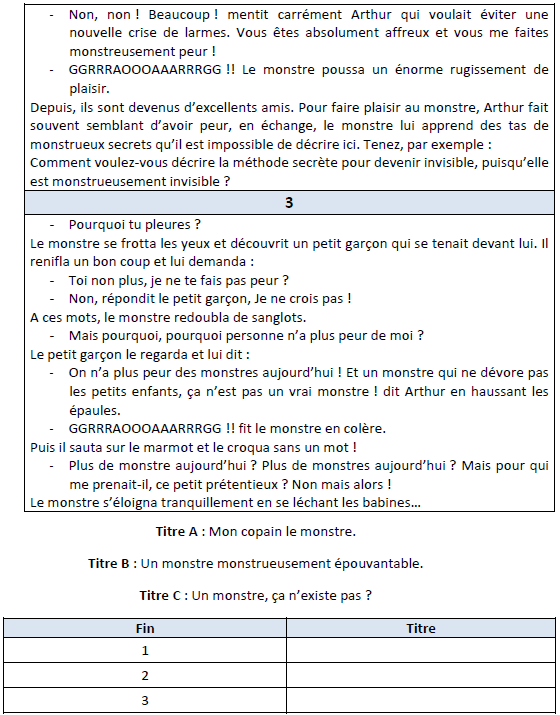 - Non, non ! Beaucoup ! mentit carrément Arthur qui voulait éviter une
nouvelle crise de larmes. Vous êtes absolument affreux et vous me faites
monstreusement peur !
- GGRRRAOOOAAARRRGG !! Le monstre poussa un énorme rugissement de
plaisir.
Depuis, ils sont devenus d’excellents amis. Pour faire plaisir au monstre, Arthur fait
souvent semblant d’avoir peur, en échange, le monstre lui apprend des tas de
monstrueux secrets qu’il est impossible de décrire ici. Tenez, par exemple :
Comment voulez-vous décrire la méthode secrète pour devenir invisible, puisqu’elle
est monstrueusement invisible ?
3
- Pourquoi tu pleures ?
Le monstre se frotta les yeux et découvrit un petit garçon qui se tenait devant lui. Il
renifla un bon coup et lui demanda :
- Toi non plus, je ne te fais pas peur ?
- Non, répondit le petit garçon, Je ne crois pas !
A ces mots, le monstre redoubla de sanglots.
- Mais pourquoi, pourquoi personne n’a plus peur de moi ?
Le petit garçon le regarda et lui dit :
- On n’a plus peur des monstres aujourd’hui ! Et un monstre qui ne dévore pas
les petits enfants, ça n’est pas un vrai monstre ! dit Arthur en haussant les
épaules.
- GGRRRAOOOAAARRRGG !! fit le monstre en colère.
Puis il sauta sur le marmot et le croqua sans un mot !
- Plus de monstre aujourd’hui ? Plus de monstres aujourd’hui ? Mais pour qui
me prenait-il, ce petit prétentieux ? Non mais alors !
Le monstre s’éloigna tranquillement en se léchant les babines…
Titre A : Mon copain le monstre.
Titre B : Un monstre monstrueusement épouvantable.
Titre C : Un monstre, ça n’existe pas ?
Fin Titre
1
2
3